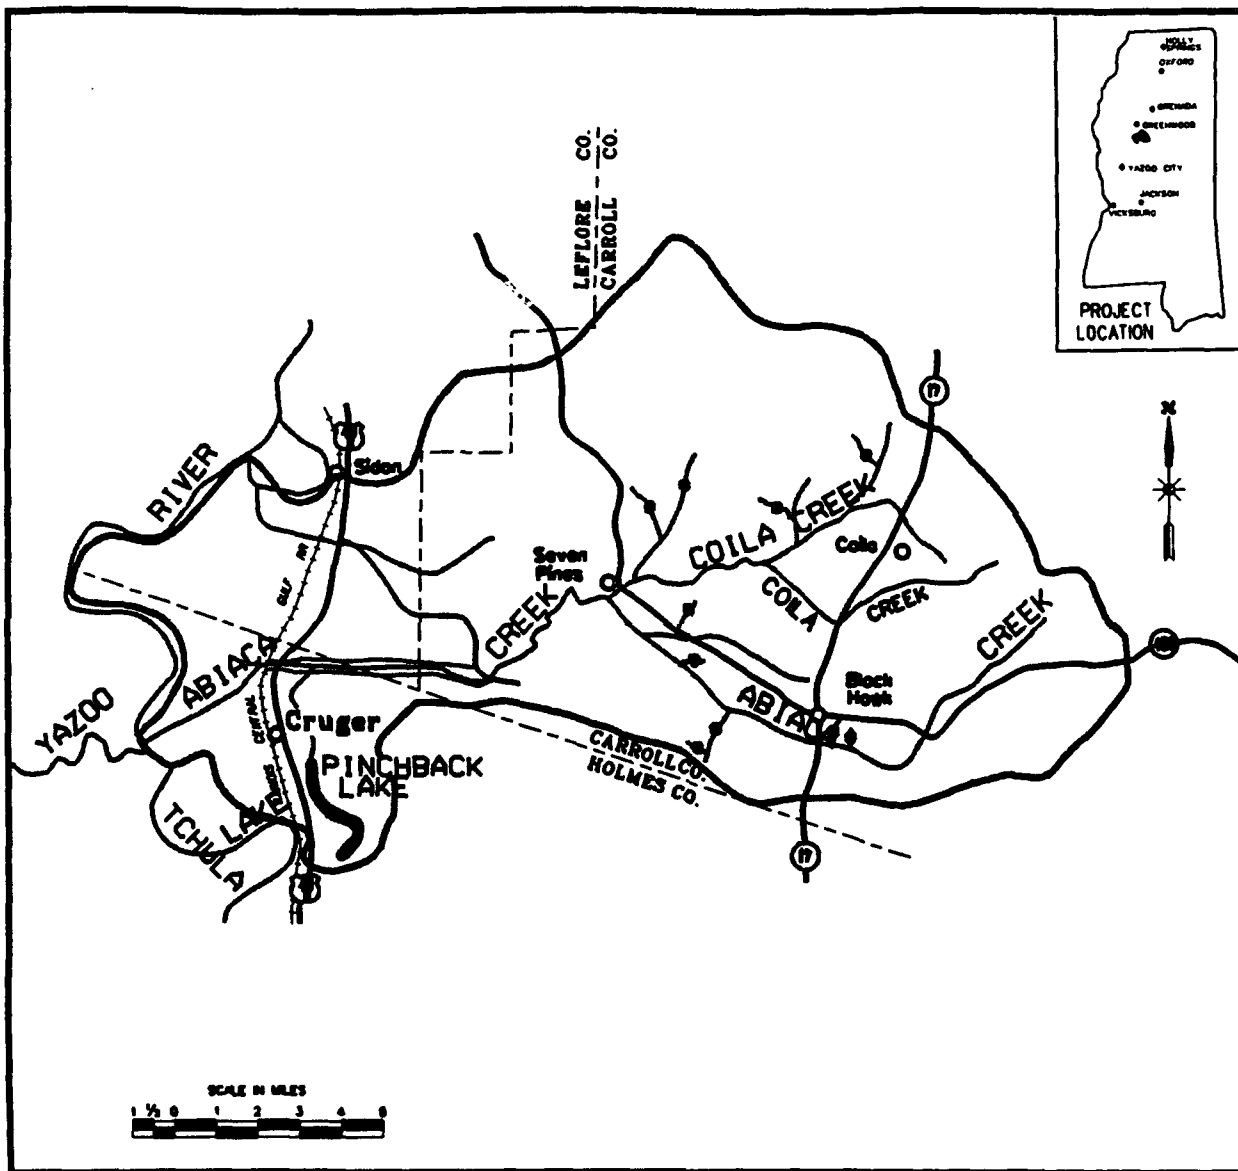 HOLLY
SPRINGS
OXFORD
GRENADA
GREENWOOD
YAZOO CITY
JACKSON
VICKSBURG
PROJECT
LOCATION
LEFLORE CO.
CARROLL CO.
17
N
RIVER
Sidon
COILA CREEK
Coila
Seven
Pines
GULF RR
COILA
CREEK
CREEK
CREEK
ABIACA
Black
Hawk
ABIACA
YAZOO
CENTRAL
Cruger
PINCHBACK
LAKE
CARROLL CO.
HOLMES CO.
TCHULA
17
SCALE IN MILES
1 ½ 0 1 2 3 4 5